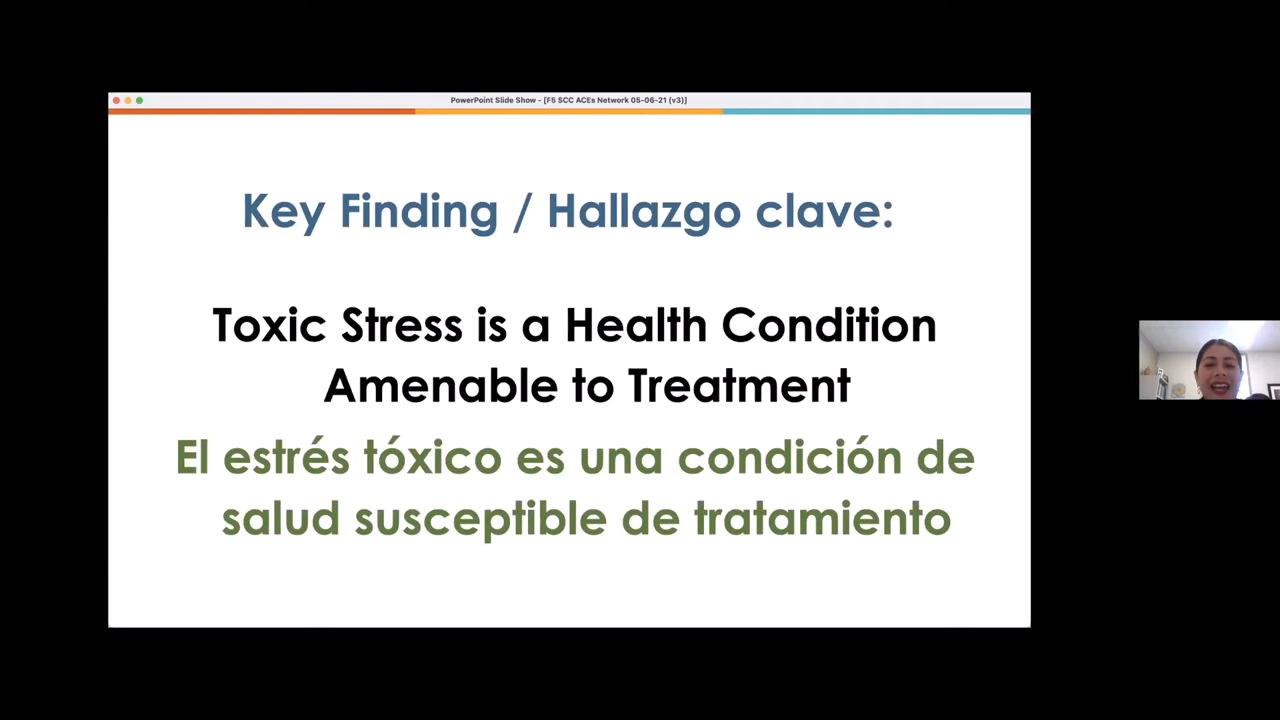 PowerPoint Slide Show - [F5 SCC ACEs Network 05-06-21 (v3)]
Key Finding / Hallazgo clave:
Toxic Stress is a Health Condition
Amenable to Treatment
El estrés tóxico es una condición de
salud susceptible de tratamiento